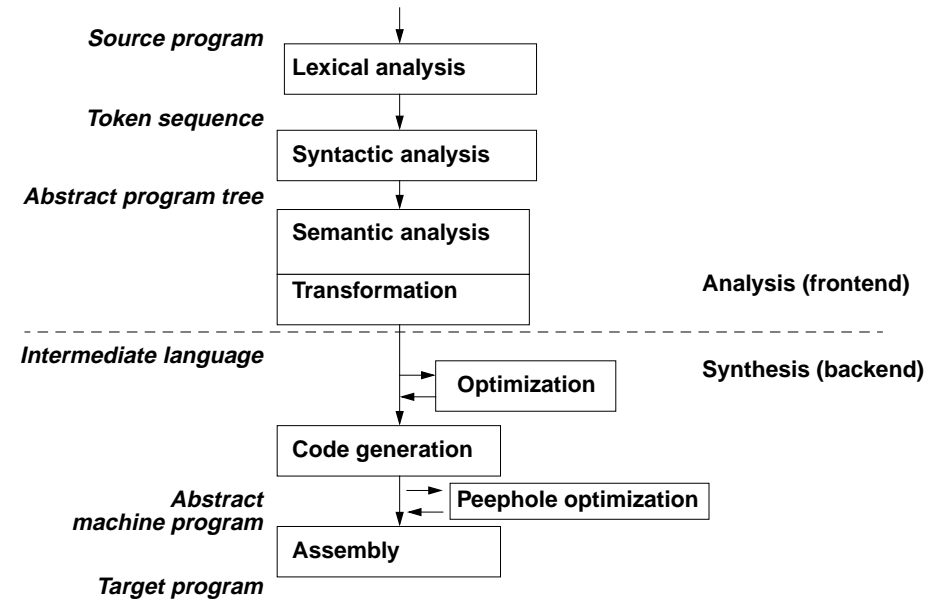 Source program
Lexical analysis
Token sequence
Syntactic analysis
Abstract program tree
Semantic analysis
Transformation
Analysis (frontend)
Intermediate language
Synthesis (backend)
Optimization
Code generation
Abstract
machine program
Peephole optimization
Assembly
Target program